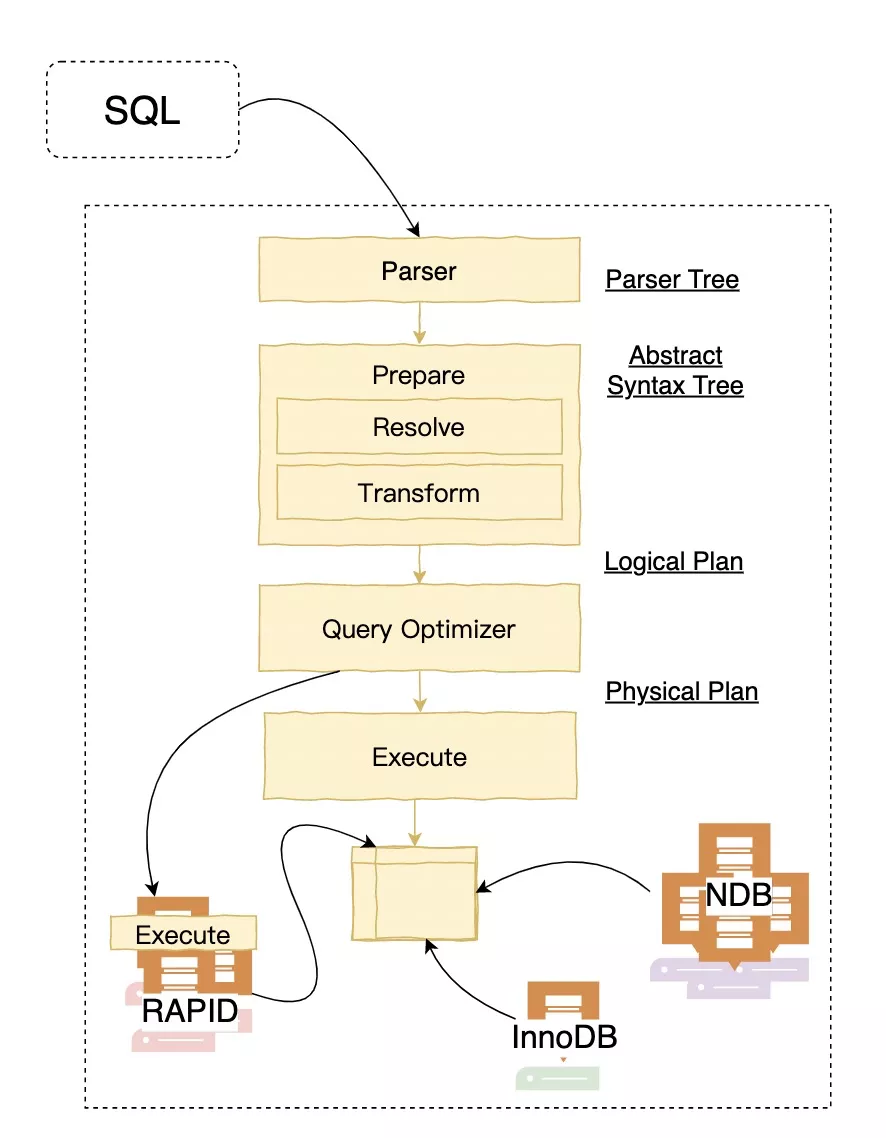 SQL
Parser
Parser Tree
Prepare
Abstract
Syntax Tree
Resolve
Transform
Logical Plan
Query Optimizer
Physical Plan
Execute
NDB
Execute
RAPID
InnoDB